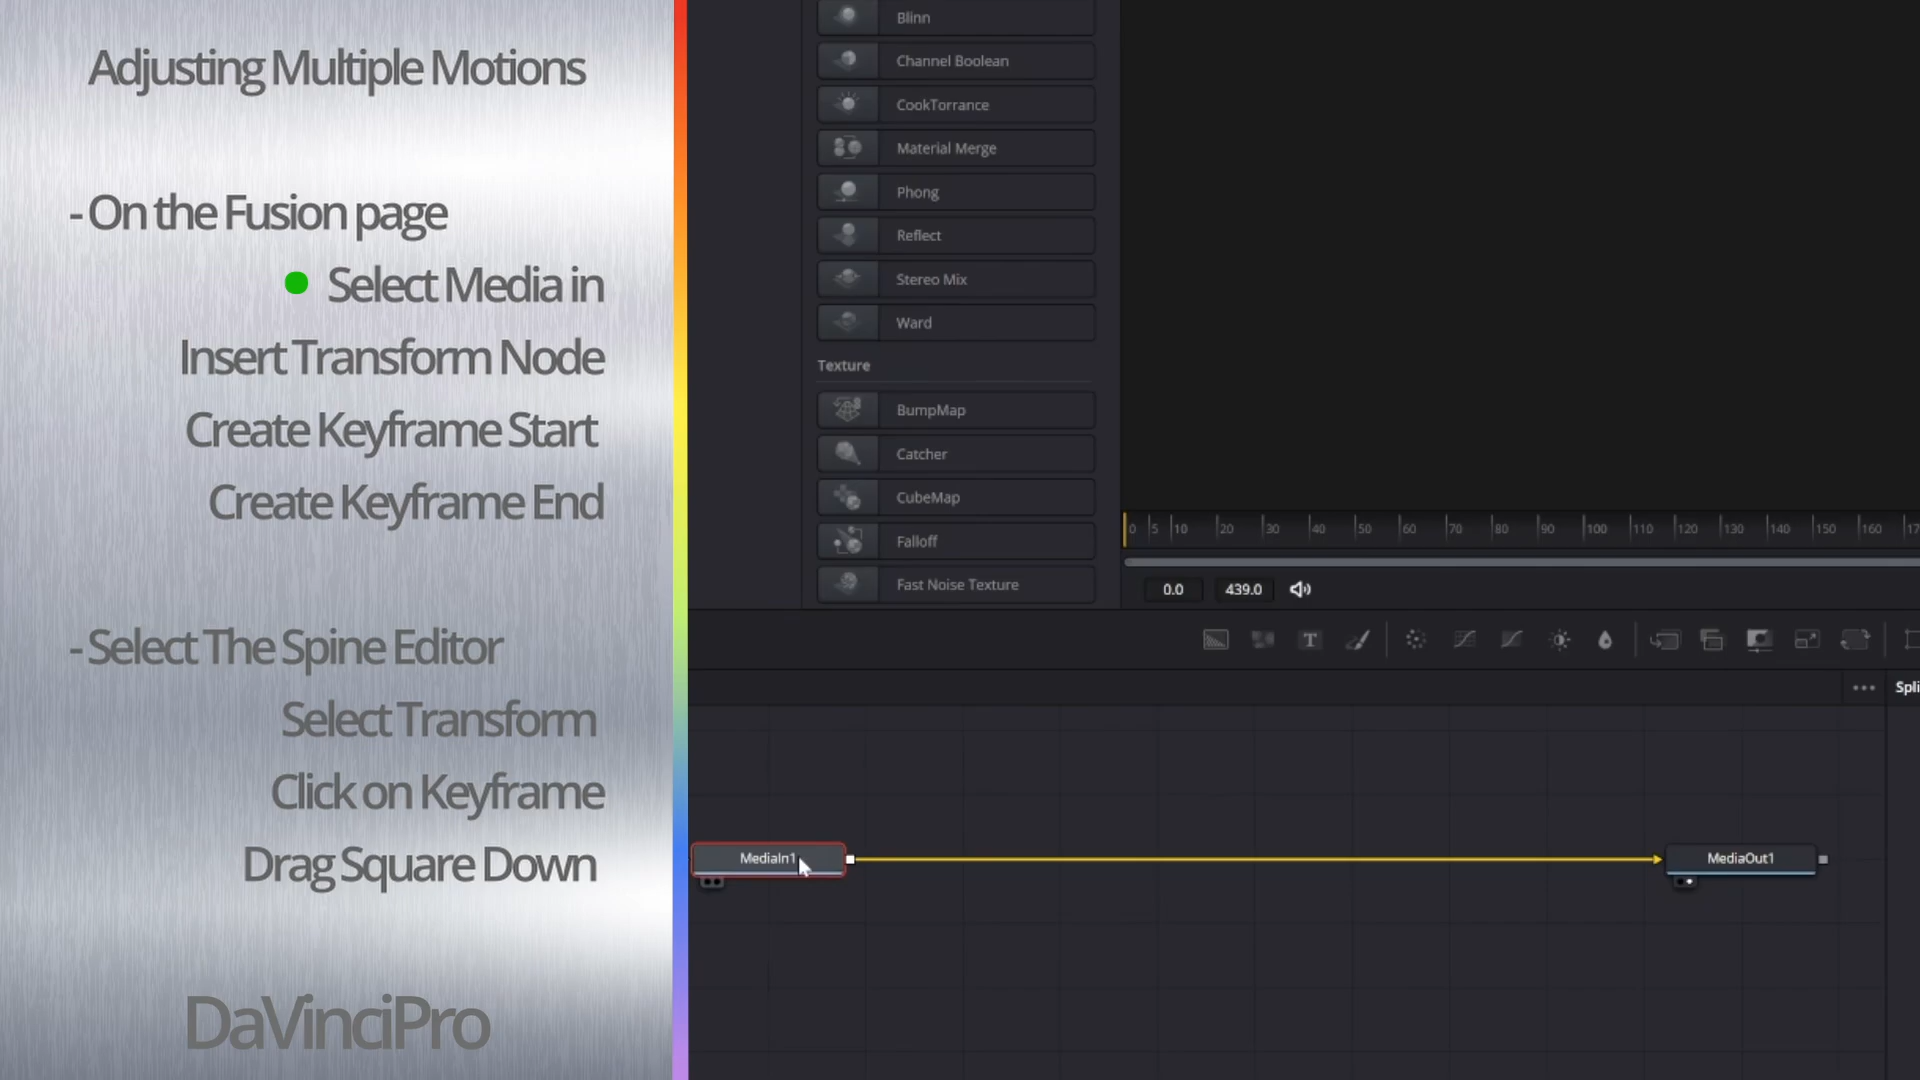 Adjusting Multiple Motions
- On the Fusion page
Select Media in
Insert Transform Node
Create Keyframe Start
Create Keyframe End
- Select The Spine Editor
Select Transform
Click on Keyframe
Drag Square Down
DaVinciPro
Blinn
Channel Boolean
CookTorrance
Material Merge
Phong
Reflect
Stereo Mix
Ward
Texture
BumpMap
Catcher
CubeMap
Falloff
Fast Noise Texture
0 5 10 20 30 40 50 60 70 80 90 100 110 120 130 140 150 160 17
0.0 439.0
T
Spli
MediaIn1
MediaOut1